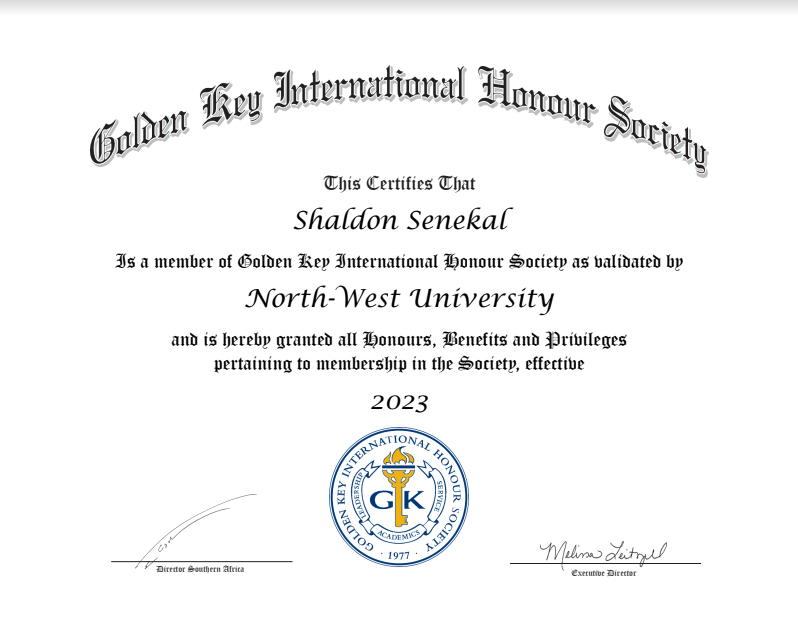 Golden Key International Honour Society
This Certifies That
Shaldon Senekal
Is a member of Golden Key International Honour Society as validated by
North-West University
and is hereby granted all Honours, Benefits and Privileges
pertaining to membership in the Society, effective
2023
GOLDEN KEY INTERNATIONAL HONOUR SOCIETY
LEADERSHIP
SERVICE
GK
ACADEMICS
· 1977 ·
Director Southern Africa
Melissa Leitzell
Executive Director